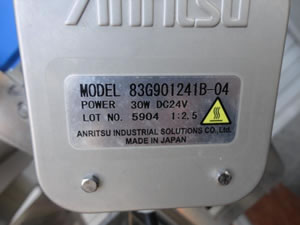 Anritsu
MODEL 83G901241B-04
POWER 30W DC24V
LOT NO. 5904 1:2.5
ANRITSU INDUSTRIAL SOLUTIONS CO., Ltd.
MADE IN JAPAN